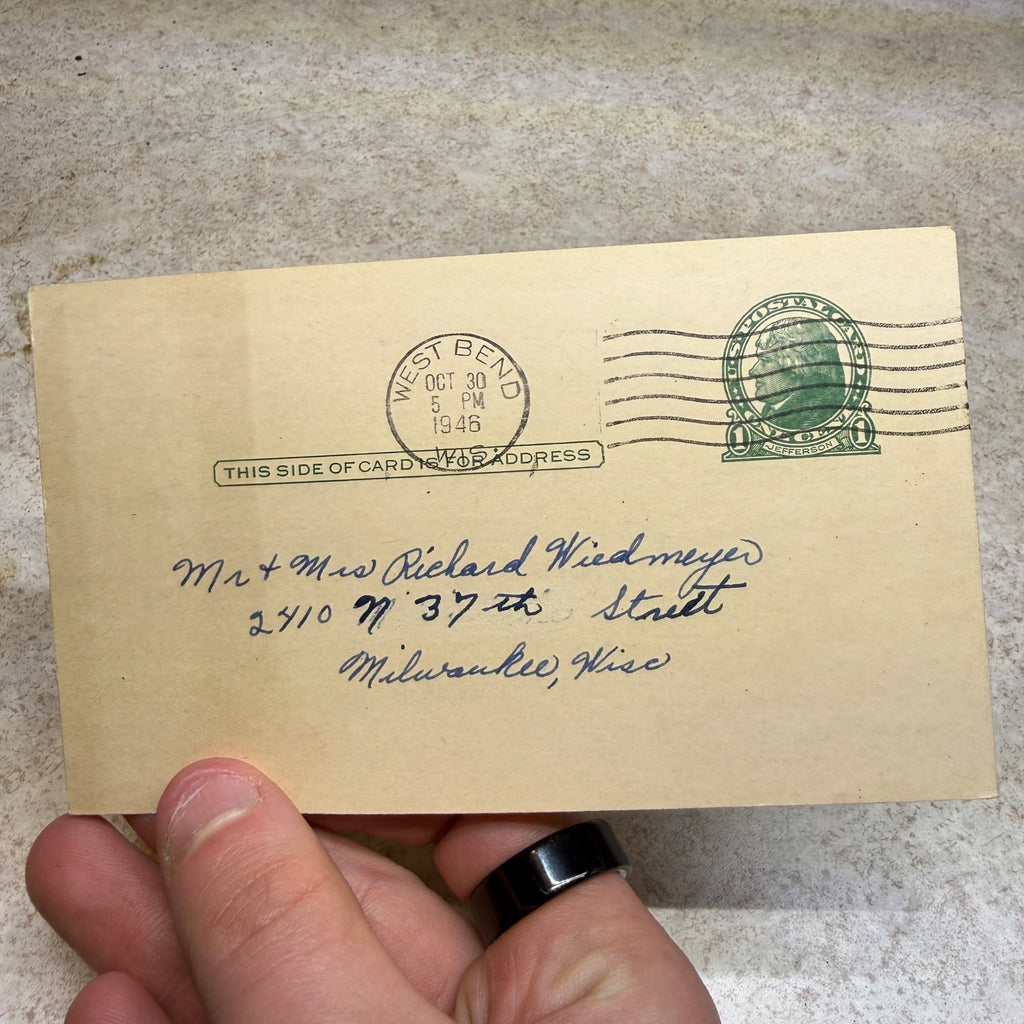 WEST BEND
OCT 30
5 PM
1946
WIS.
U.S. POSTAL CARD
1 CENT 1
JEFFERSON
THIS SIDE OF CARD IS FOR ADDRESS
Mr + Mrs Richard Wiedmeyer
2410 N 37th Street
Milwaukee, Wisc